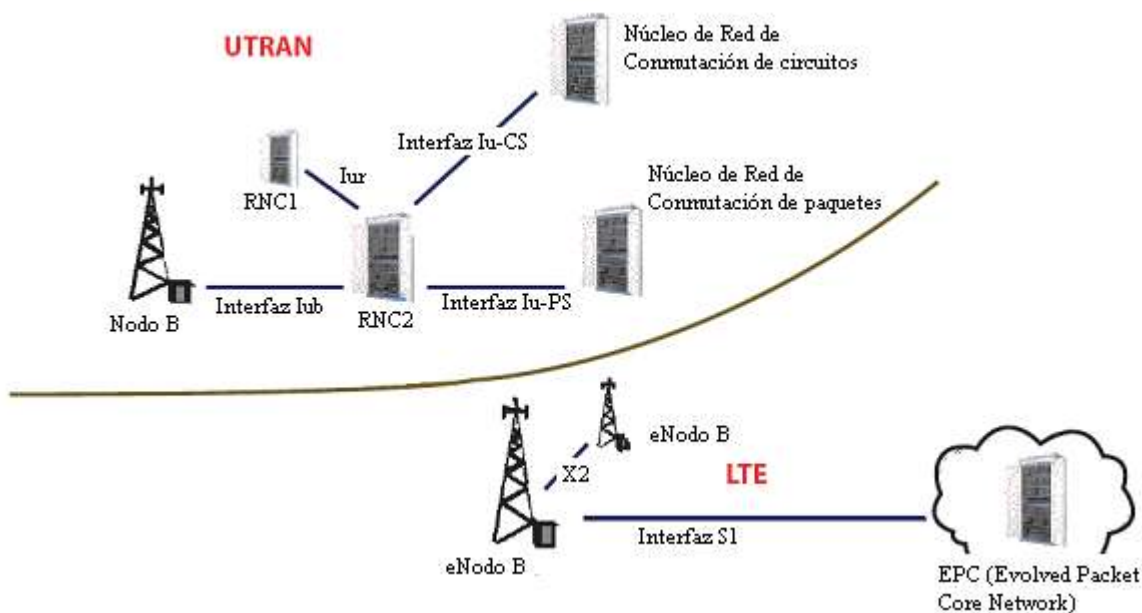 UTRAN
Núcleo de Red de
Conmutación de circuitos
Interfaz Iu-CS
Iur
RNC1
Núcleo de Red de
Conmutación de paquetes
Interfaz Iub
Interfaz Iu-PS
Nodo B
RNC2
eNodo B
X2
LTE
Interfaz S1
eNodo B
EPC (Evolved Packet
Core Network)